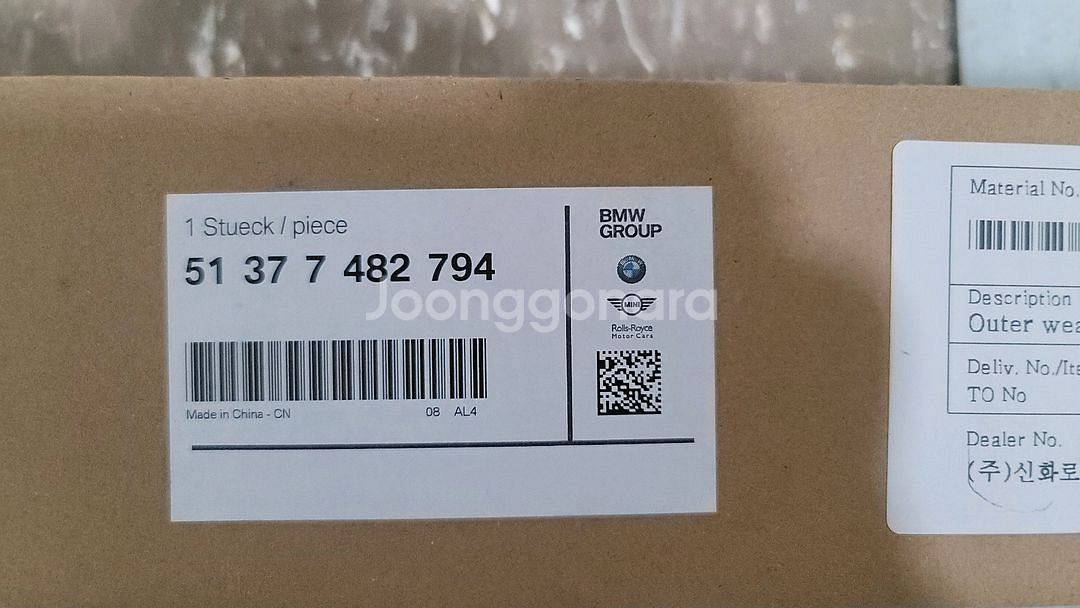 1 Stueck / piece
51 37 7 482 794
Made in China - CN
08 AL4
BMW
GROUP
MINI
Rolls-Royce
Motor Cars
Joonggonara
Material No.
Description
Outer wea
Deliv. No./Ite
TO No
Dealer No.
(주)신화로